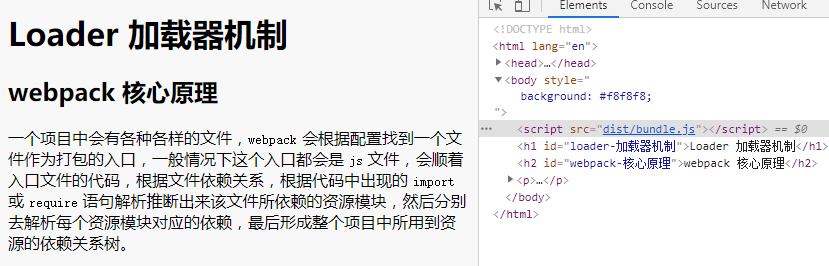 Loader 加载器机制
webpack 核心原理
一个项目中会有各种各样的文件，webpack 会根据配置找到一个文
件作为打包的入口，一般情况下这个入口都会是 js 文件，会顺着
入口文件的代码，根据文件依赖关系，根据代码中出现的 import
或 require 语句解析推断出来该文件所依赖的资源模块，然后分别
去解析每个资源模块对应的依赖，最后形成整个项目中所用到资
源的依赖关系树。
Elements Console Sources Network
<!DOCTYPE html>
<html lang="en">
<head>…</head>
<body style="
background: #f8f8f8;
">
<script src="dist/bundle.js"></script> == $0
<h1 id="loader-加载器机制">Loader 加载器机制</h1>
<h2 id="webpack-核心原理">webpack 核心原理</h2>
<p>…</p>
</body>
</html>